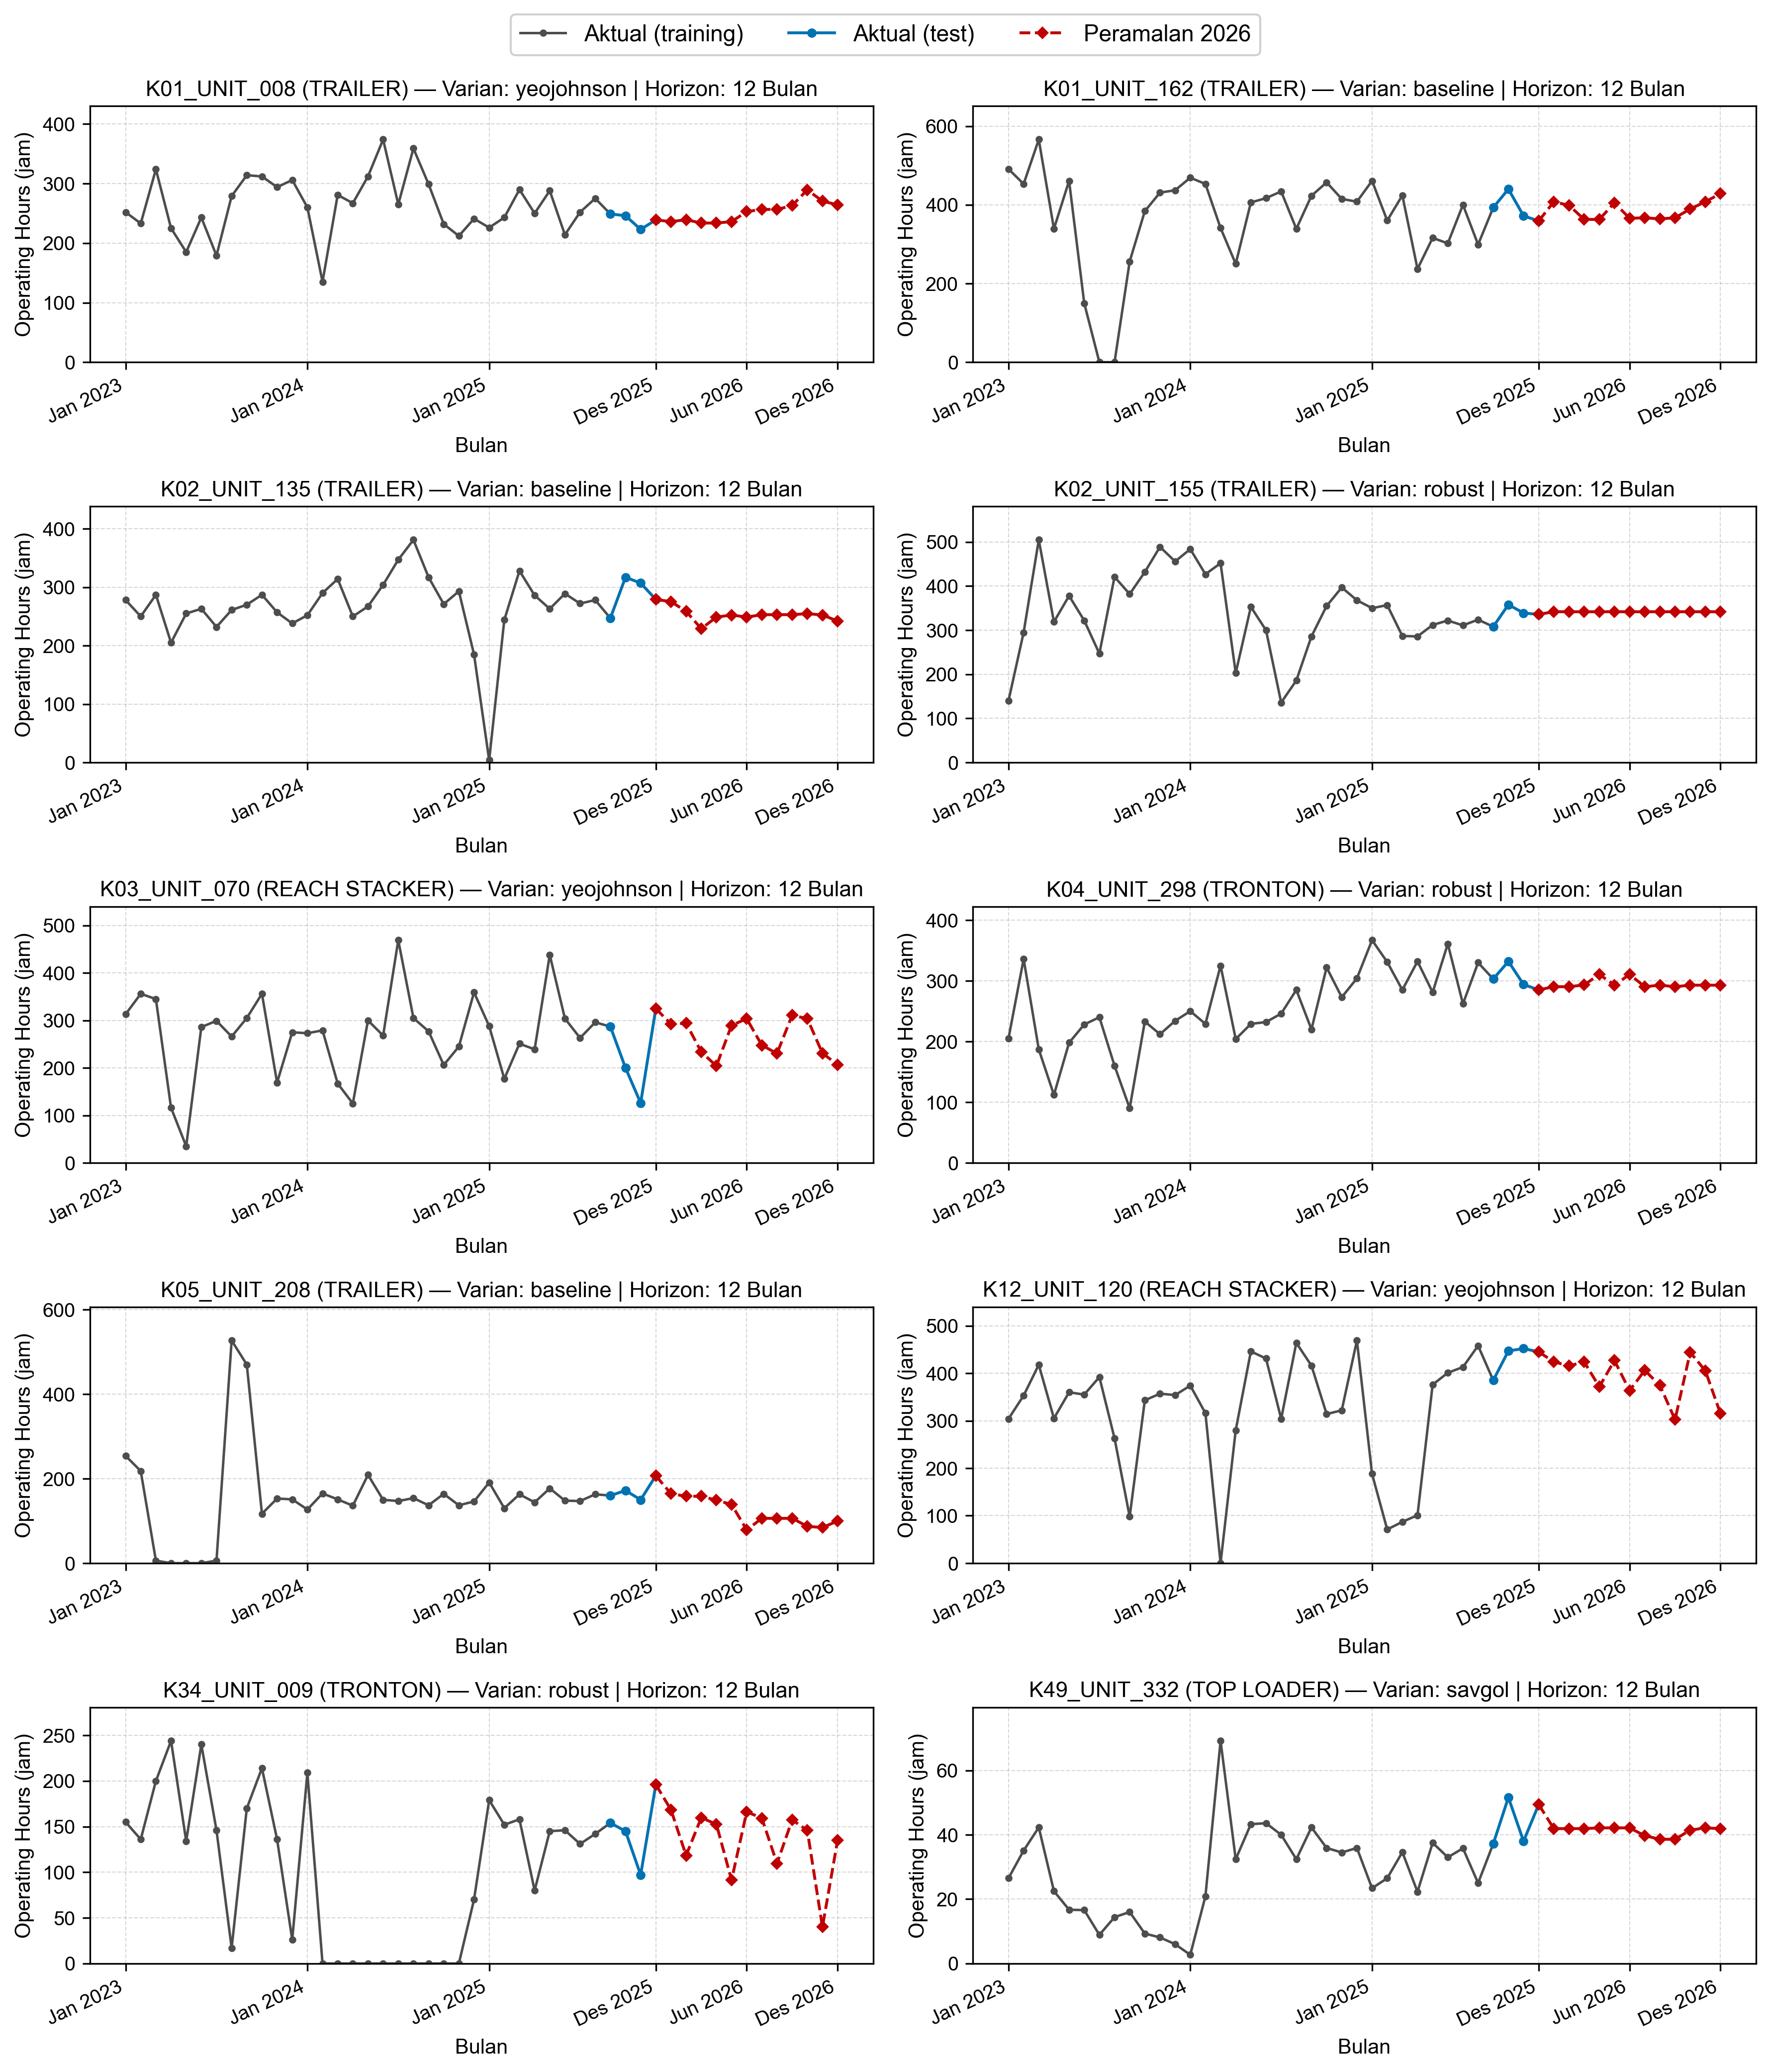 Aktual (training) Aktual (test) Peramalan 2026
K01_UNIT_008 (TRAILER) — Varian: yeojohnson | Horizon: 12 Bulan
Operating Hours (jam)
400
300
200
100
0
Jan 2023 Jan 2024 Jan 2025 Des 2025 Jun 2026 Des 2026
Bulan
K01_UNIT_162 (TRAILER) — Varian: baseline | Horizon: 12 Bulan
Operating Hours (jam)
600
400
200
0
Jan 2023 Jan 2024 Jan 2025 Des 2025 Jun 2026 Des 2026
Bulan
K02_UNIT_135 (TRAILER) — Varian: baseline | Horizon: 12 Bulan
Operating Hours (jam)
400
300
200
100
0
Jan 2023 Jan 2024 Jan 2025 Des 2025 Jun 2026 Des 2026
Bulan
K02_UNIT_155 (TRAILER) — Varian: robust | Horizon: 12 Bulan
Operating Hours (jam)
500
400
300
200
100
0
Jan 2023 Jan 2024 Jan 2025 Des 2025 Jun 2026 Des 2026
Bulan
K03_UNIT_070 (REACH STACKER) — Varian: yeojohnson | Horizon: 12 Bulan
Operating Hours (jam)
500
400
300
200
100
0
Jan 2023 Jan 2024 Jan 2025 Des 2025 Jun 2026 Des 2026
Bulan
K04_UNIT_298 (TRONTON) — Varian: robust | Horizon: 12 Bulan
Operating Hours (jam)
400
300
200
100
0
Jan 2023 Jan 2024 Jan 2025 Des 2025 Jun 2026 Des 2026
Bulan
K05_UNIT_208 (TRAILER) — Varian: baseline | Horizon: 12 Bulan
Operating Hours (jam)
600
400
200
0
Jan 2023 Jan 2024 Jan 2025 Des 2025 Jun 2026 Des 2026
Bulan
K12_UNIT_120 (REACH STACKER) — Varian: yeojohnson | Horizon: 12 Bulan
Operating Hours (jam)
500
400
300
200
100
0
Jan 2023 Jan 2024 Jan 2025 Des 2025 Jun 2026 Des 2026
Bulan
K34_UNIT_009 (TRONTON) — Varian: robust | Horizon: 12 Bulan
Operating Hours (jam)
250
200
150
100
50
0
Jan 2023 Jan 2024 Jan 2025 Des 2025 Jun 2026 Des 2026
Bulan
K49_UNIT_332 (TOP LOADER) — Varian: savgol | Horizon: 12 Bulan
Operating Hours (jam)
60
40
20
0
Jan 2023 Jan 2024 Jan 2025 Des 2025 Jun 2026 Des 2026
Bulan